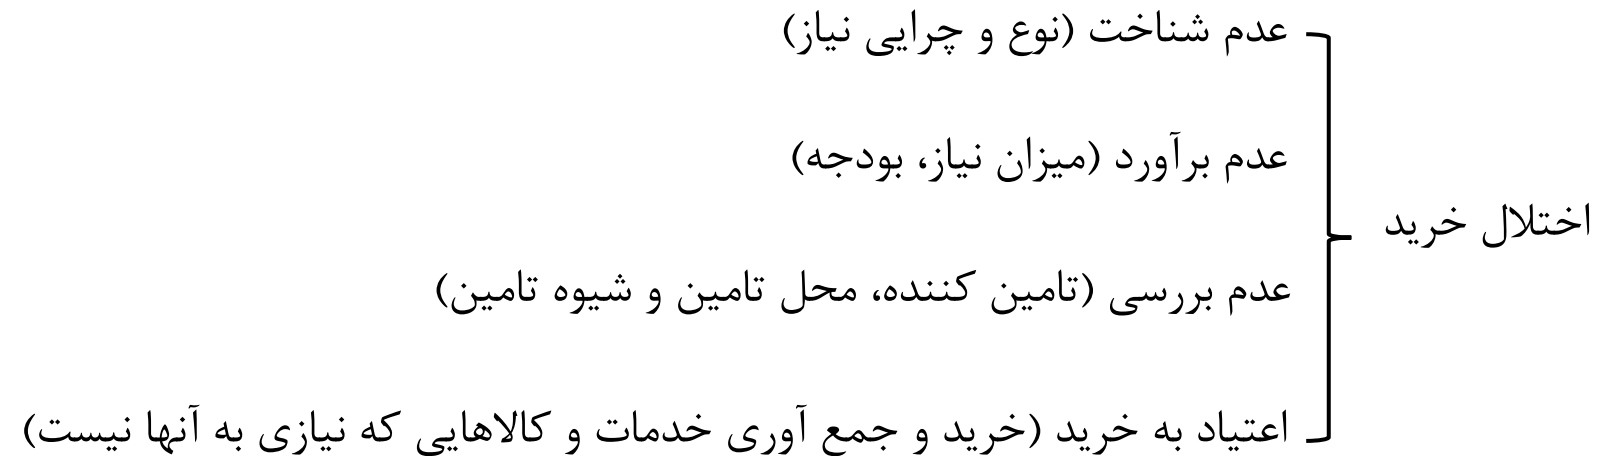 اختلال خرید
عدم شناخت (نوع و چرایی نیاز)
عدم برآورد (میزان نیاز، بودجه)
عدم بررسی (تامین کننده، محل تامین و شیوه تامین)
اعتیاد به خرید (خرید و جمع آوری خدمات و کالاهایی که نیازی به آنها نیست)